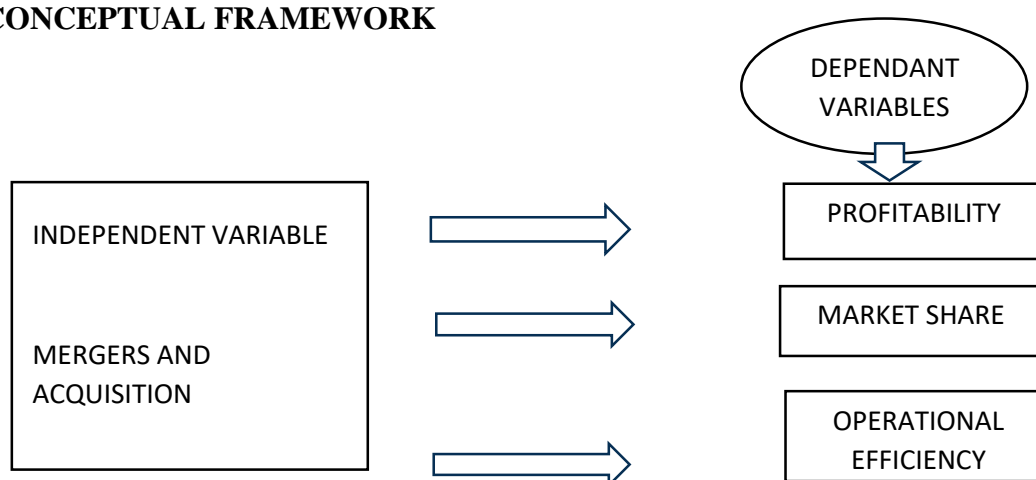 CONCEPTUAL FRAMEWORK
DEPENDANT
VARIABLES
INDEPENDENT VARIABLE
MERGERS AND
ACQUISITION
PROFITABILITY
MARKET SHARE
OPERATIONAL
EFFICIENCY